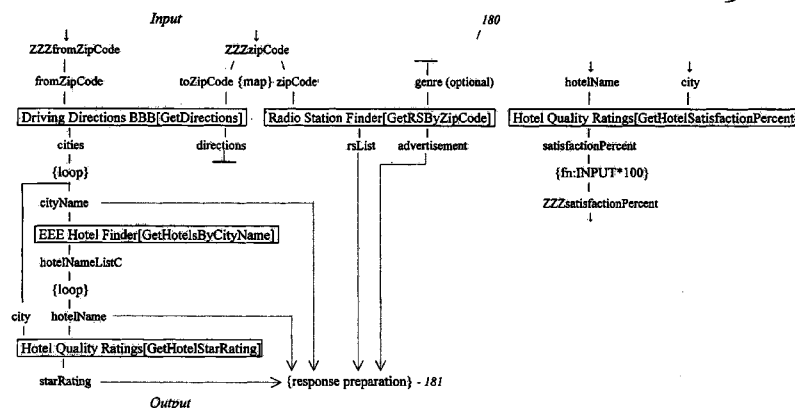 Input
180
ZZZfromZipCode
ZZZzipCode
fromZipCode
toZipCode {map} zipCode
genre (optional)
hotelName
city
Driving Directions BBB[GetDirections]
Radio Station Finder[GetRSByZipCode]
Hotel Quality Ratings[GetHotelSatisfactionPercent
cities
directions
rsList
advertisement
satisfactionPercent
{loop}
{fn:INPUT*100}
cityName
ZZZsatisfactionPercent
EEE Hotel Finder[GetHotelsByCityName]
hotelNameListC
{loop}
city
hotelName
Hotel Quality Ratings[GetHotelStarRating]
starRating
{response preparation} - 181
Output